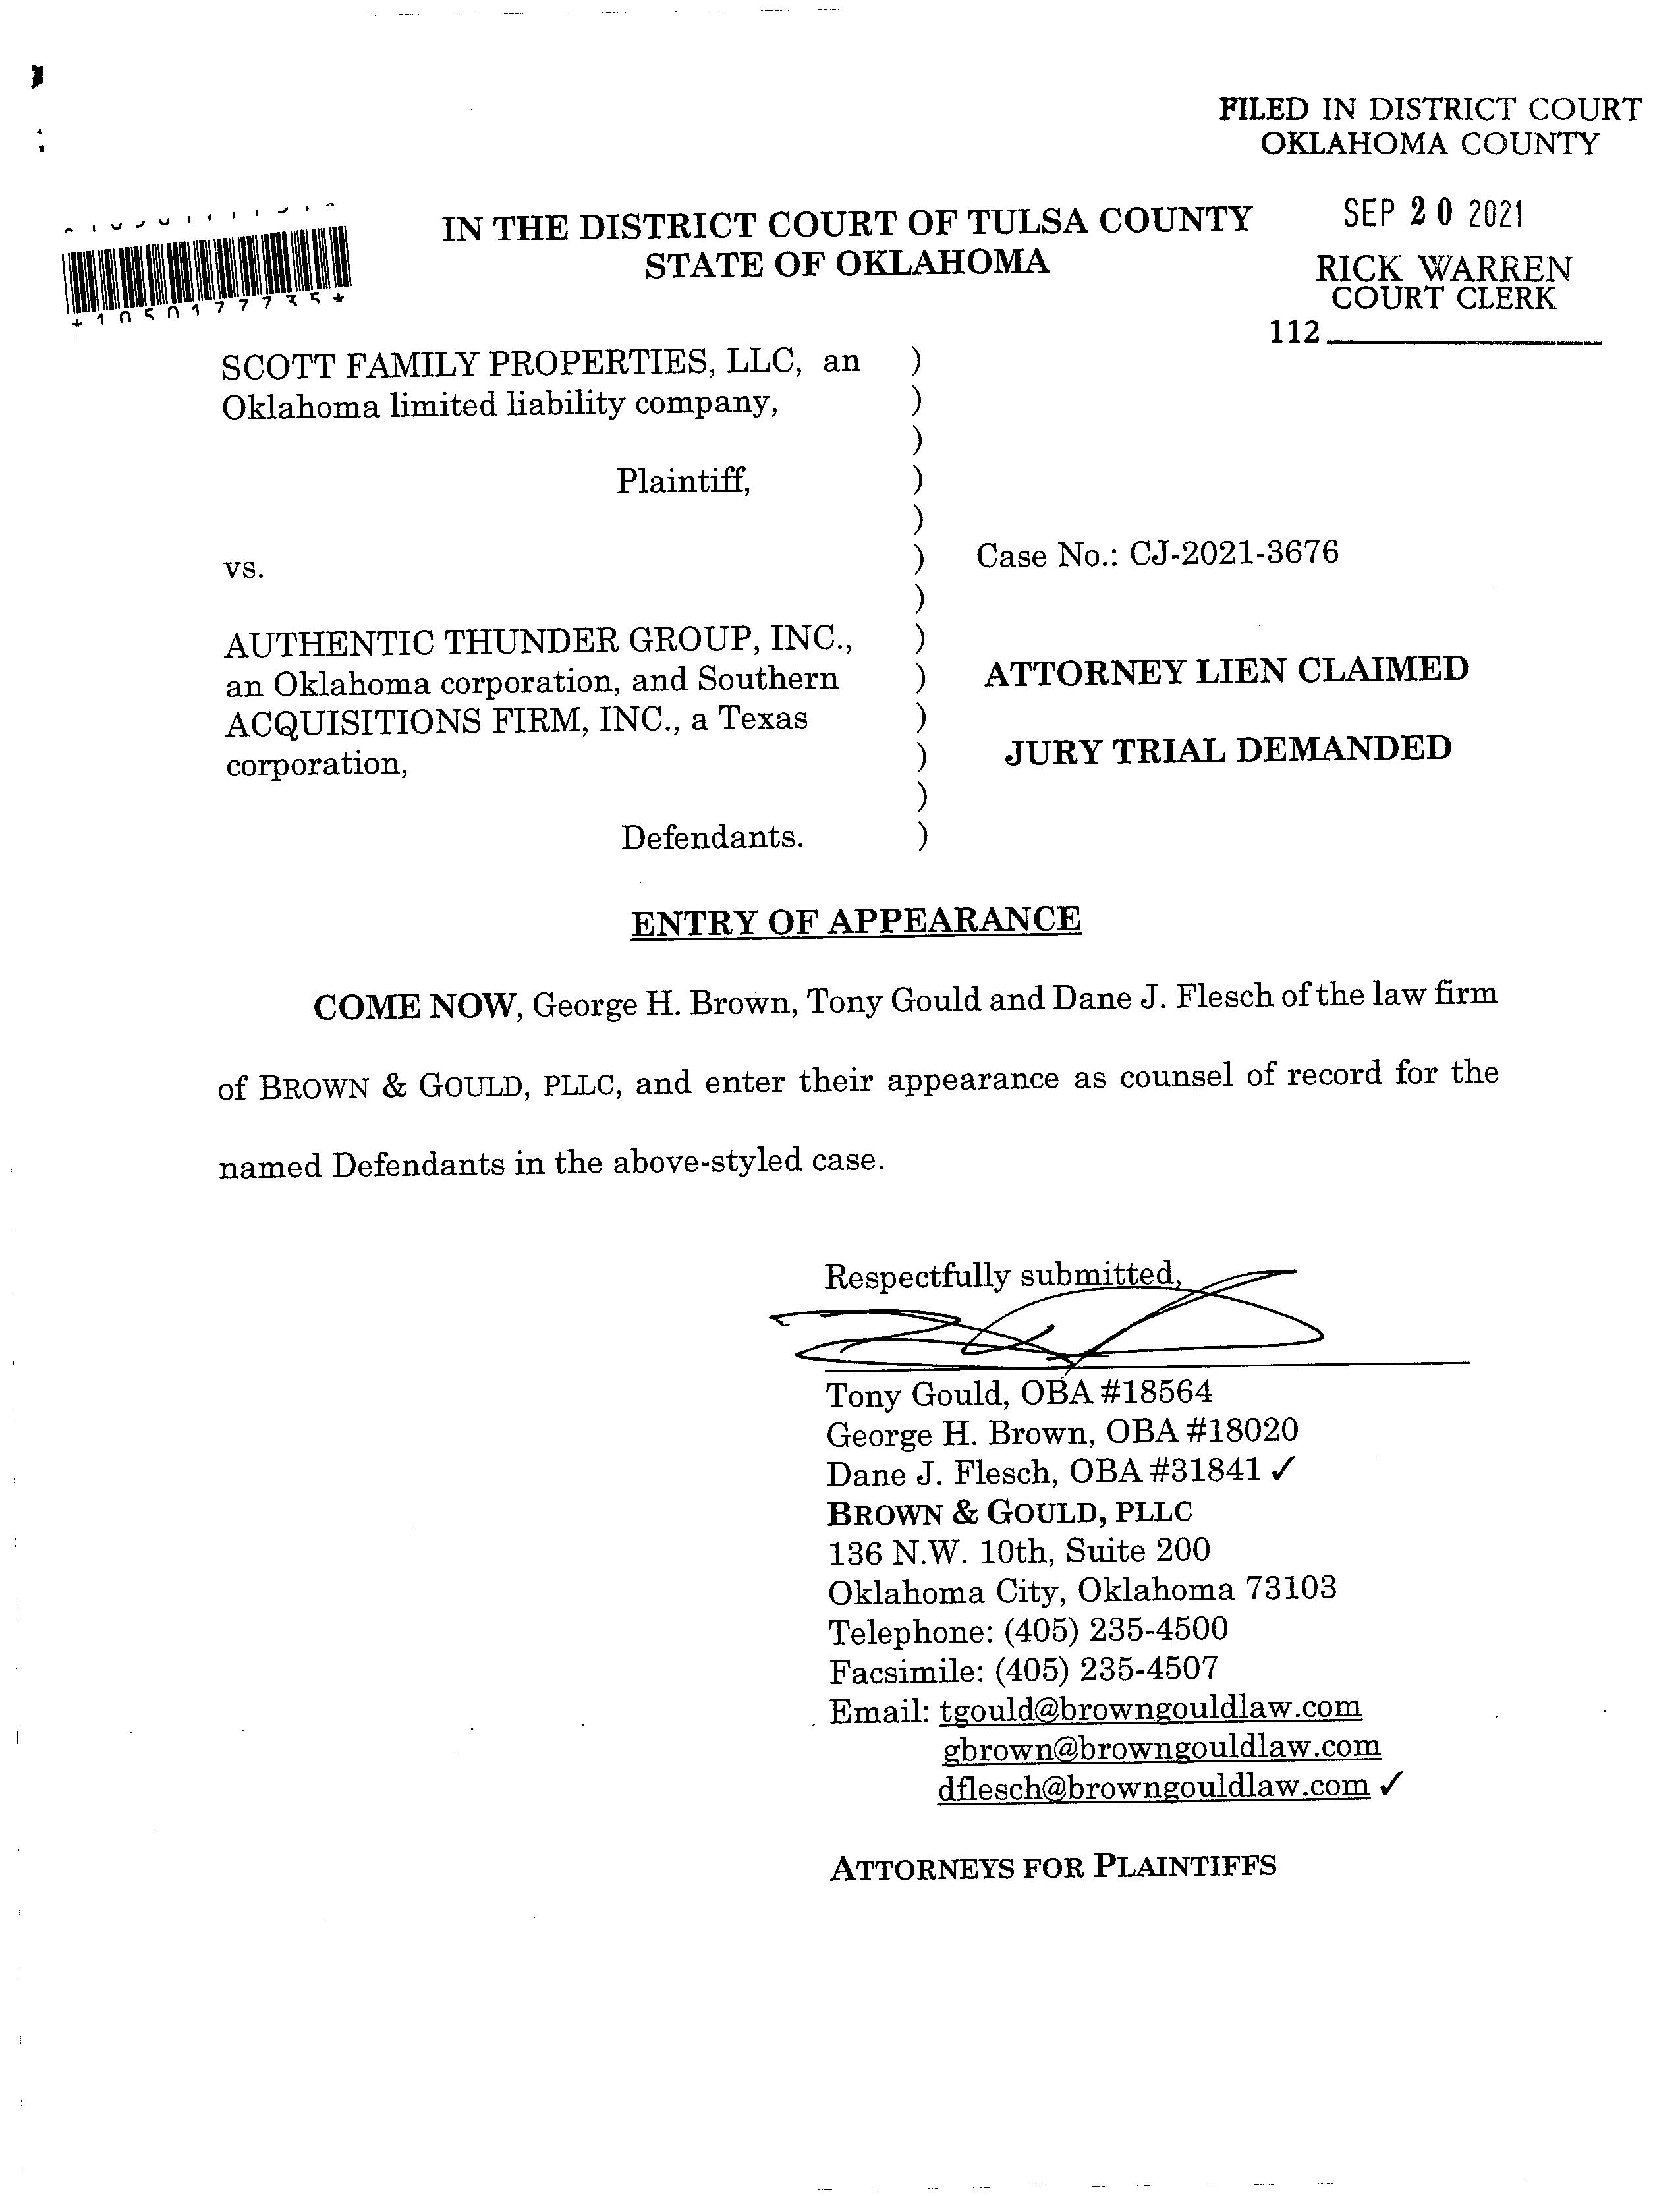 FILED IN DISTRICT COURT
OKLAHOMA COUNTY
SEP 20 2021
RICK WARREN
COURT CLERK
112
*1050177735*
IN THE DISTRICT COURT OF TULSA COUNTY
STATE OF OKLAHOMA
SCOTT FAMILY PROPERTIES, LLC, an )
Oklahoma limited liability company, )
)
Plaintiff, )
)
vs. ) Case No.: CJ-2021-3676
)
AUTHENTIC THUNDER GROUP, INC., )
an Oklahoma corporation, and Southern ) ATTORNEY LIEN CLAIMED
ACQUISITIONS FIRM, INC., a Texas )
corporation, ) JURY TRIAL DEMANDED
)
Defendants. )
ENTRY OF APPEARANCE
COME NOW, George H. Brown, Tony Gould and Dane J. Flesch of the law firm
of BROWN & GOULD, PLLC, and enter their appearance as counsel of record for the
named Defendants in the above-styled case.
Respectfully submitted,
Tony Gould, OBA #18564
George H. Brown, OBA #18020
Dane J. Flesch, OBA #31841 ✓
BROWN & GOULD, PLLC
136 N.W. 10th, Suite 200
Oklahoma City, Oklahoma 73103
Telephone: (405) 235-4500
Facsimile: (405) 235-4507
Email: tgould@browngouldlaw.com
gbrown@browngouldlaw.com
dflesch@browngouldlaw.com ✓
ATTORNEYS FOR PLAINTIFFS